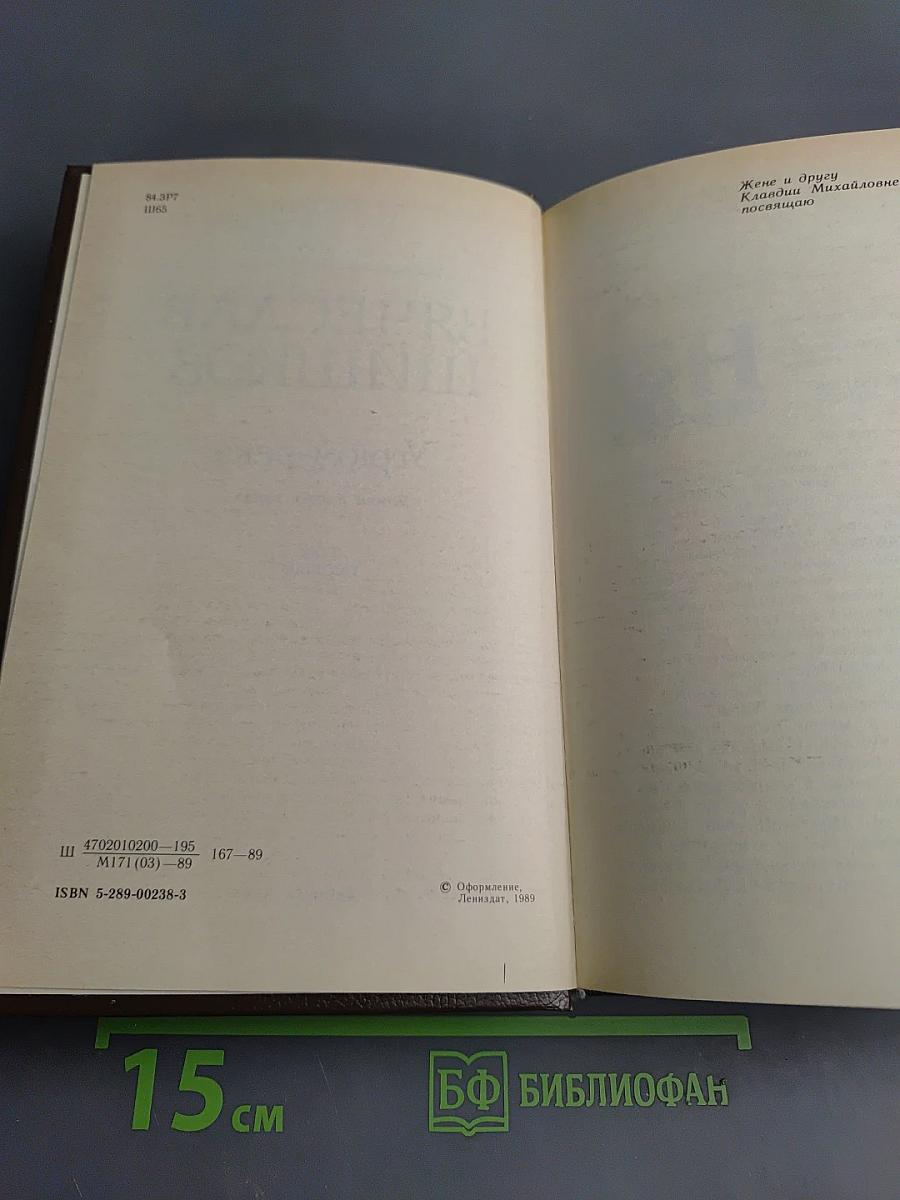 84.3Р7
Ш65
Ш 4702010200—195
М171(03)—89 167—89
ISBN 5-289-00238-3
© Оформление,
Лениздат, 1989
Жене и другу
Клавдии Михайловне
посвящаю
15 см
БФ БИБЛИОФАН